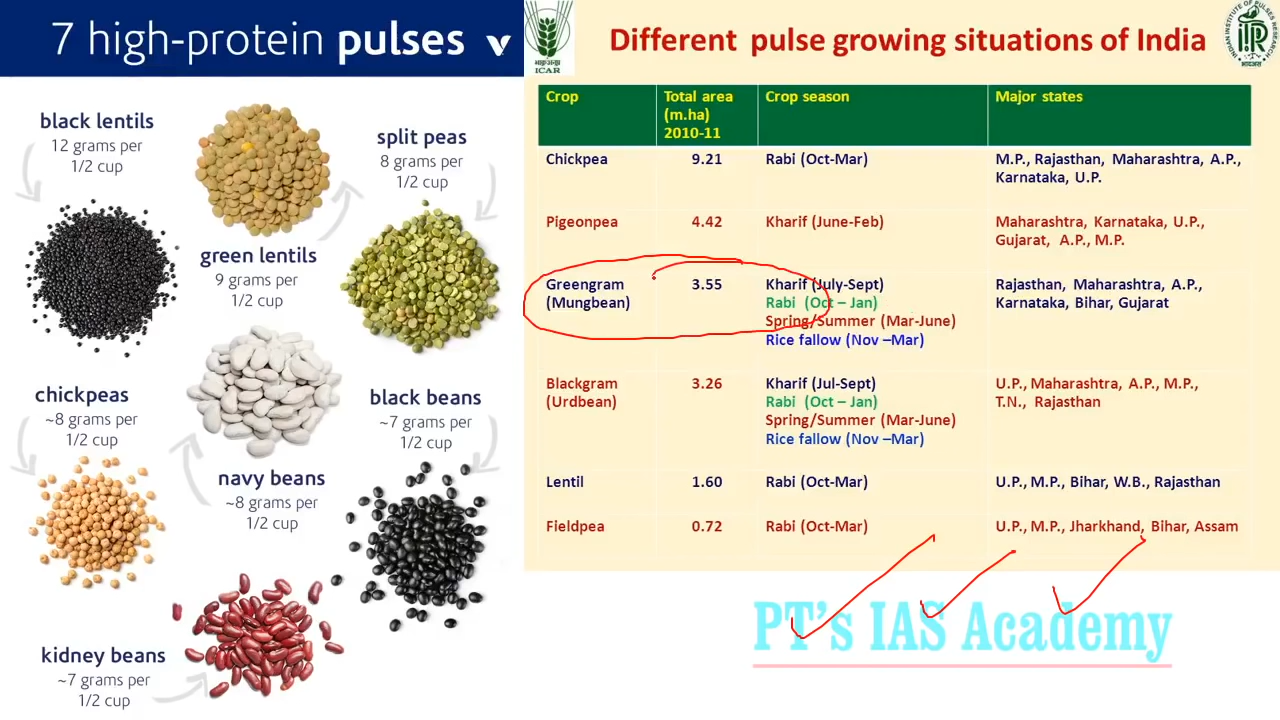 7 high-protein pulses v
black lentils
12 grams per
1/2 cup
split peas
8 grams per
1/2 cup
green lentils
9 grams per
1/2 cup
chickpeas
~8 grams per
1/2 cup
black beans
~7 grams per
1/2 cup
navy beans
~8 grams per
1/2 cup
kidney beans
~7 grams per
1/2 cup
ICAR
Different pulse growing situations of India
INDIAN INSTITUTE OF PULSES RESEARCH
Crop Total area (m.ha) 2010-11 Crop season Major states
Chickpea 9.21 Rabi (Oct-Mar) M.P., Rajasthan, Maharashtra, A.P.,
Karnataka, U.P.
Pigeonpea 4.42 Kharif (June-Feb) Maharashtra, Karnataka, U.P.,
Gujarat, A.P., M.P.
Greengram 3.55 Kharif (July-Sept) Rajasthan, Maharashtra, A.P.,
(Mungbean) Rabi (Oct – Jan) Karnataka, Bihar, Gujarat
Spring/Summer (Mar-June)
Rice fallow (Nov –Mar)
Blackgram 3.26 Kharif (Jul-Sept) U.P., Maharashtra, A.P., M.P.,
(Urdbean) Rabi (Oct – Jan) T.N., Rajasthan
Spring/Summer (Mar-June)
Rice fallow (Nov –Mar)
Lentil 1.60 Rabi (Oct-Mar) U.P., M.P., Bihar, W.B., Rajasthan
Fieldpea 0.72 Rabi (Oct-Mar) U.P., M.P., Jharkhand, Bihar, Assam
PT's IAS Academy